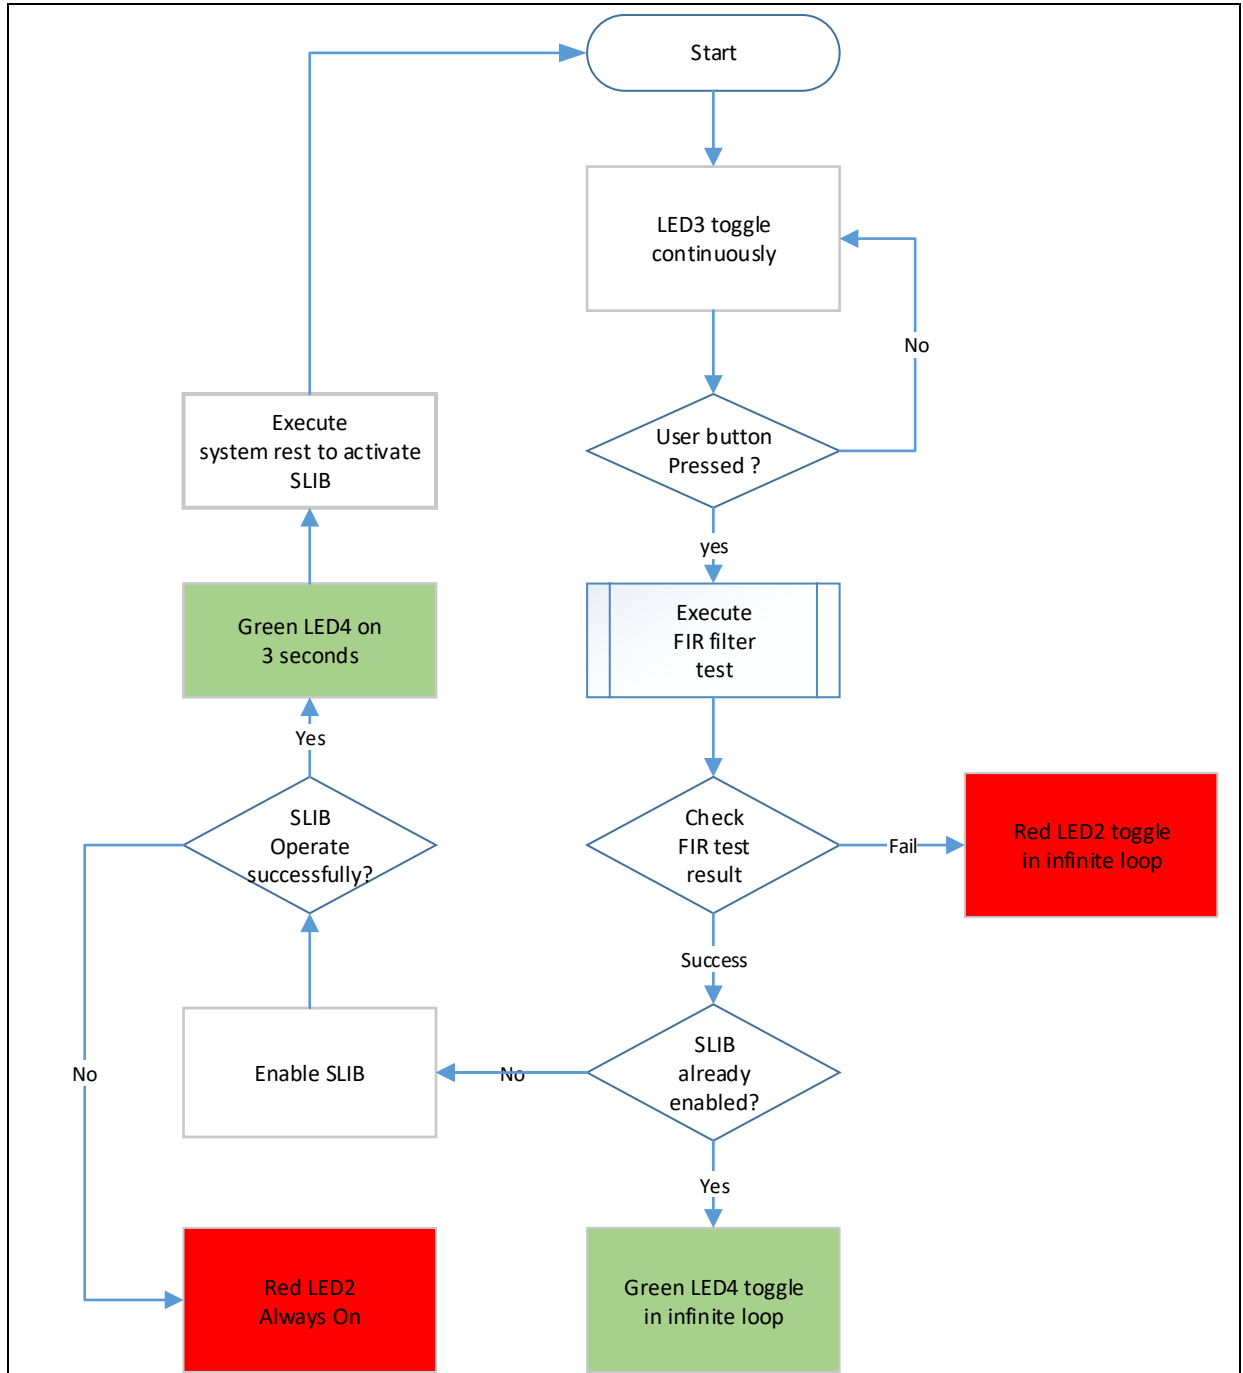 Start
LED3 toggle
continuously
No
User button
Pressed ?
yes
Execute
FIR filter
test
Check
FIR test
result
Fail
Red LED2 toggle
in infinite loop
Success
SLIB
already
enabled?
Yes
Green LED4 toggle
in infinite loop
No
Enable SLIB
SLIB
Operate
successfully?
Yes
Green LED4 on
3 seconds
Execute
system rest to activate
SLIB
No
Red LED2
Always On